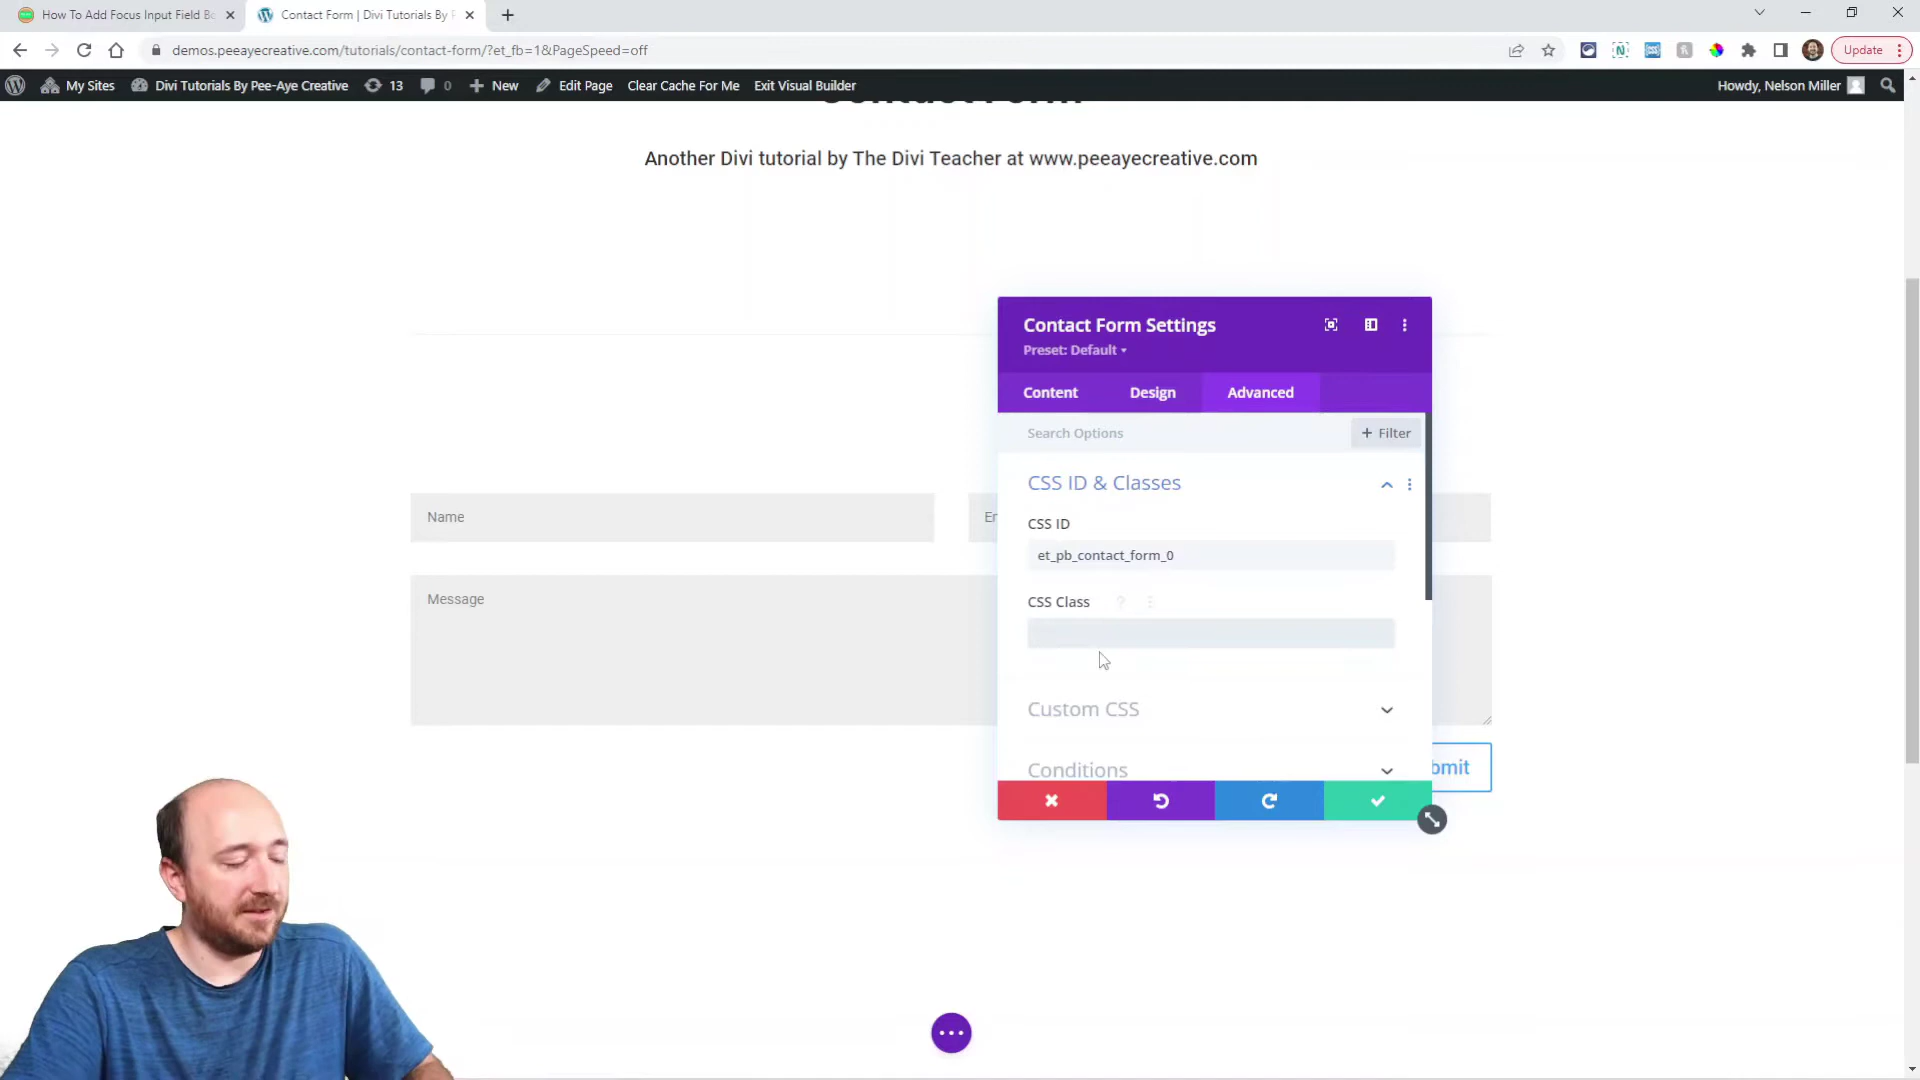 How To Add Focus Input Field Bo
Contact Form | Divi Tutorials By P
demos.peeayecreative.com/tutorials/contact-form/?et_fb=1&PageSpeed=off
Update
My Sites
Divi Tutorials By Pee-Aye Creative
13
0
New
Edit Page
Clear Cache For Me
Exit Visual Builder
Howdy, Nelson Miller
Contact Form
Another Divi tutorial by The Divi Teacher at www.peeayecreative.com
Contact Form Settings
Preset: Default
Content
Design
Advanced
Search Options
+ Filter
CSS ID & Classes
CSS ID
et_pb_contact_form_0
CSS Class
?
Custom CSS
Conditions
Name
Em
Message
bmit